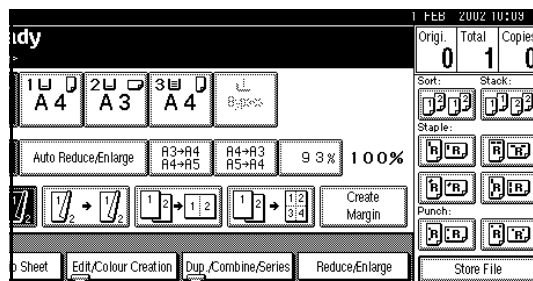 1 FEB 2002 10:09
ady
Origi. Total Copies
0 1 0
1 2 3
A4 A3 A4 Bypass
Sort: Stack:
Staple:
Auto Reduce/Enlarge A3→A4 A4→A5 A4→A3 A5→A4 93% 100%
Create Margin
Punch:
o Sheet Edit/Colour Creation Dup./Combine/Series Reduce/Enlarge
Store File